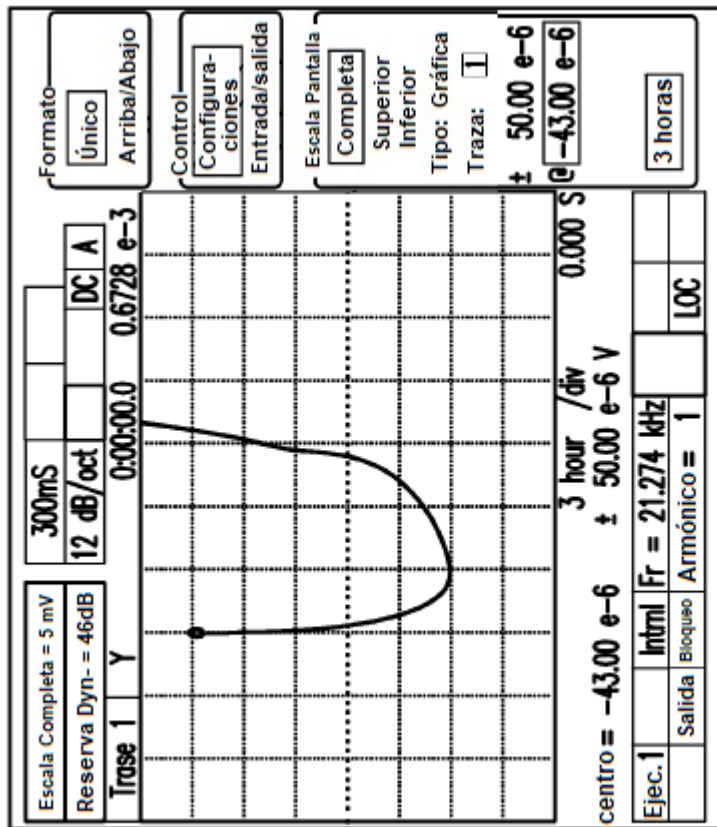 Escala Completa = 5 mV
300mS
Reserva Dyn- = 46dB
12 dB/oct
DC
A
Trase 1
Y
0:00:00.0
0.6728 e-3
3 hour /div
0.000 S
centro = -43.00 e-6
± 50.00 e-6 V
Ejec.1
Intrnl
Fr = 21.274 kHz
Salida
Bloqueo
Armónico = 1
LOC
Formato
Único
Arriba/Abajo
Control
Configura-
ciones
Entrada/salida
Escala Pantalla
Completa
Superior
Inferior
Tipo: Gráfica
Traza: 1
± 50.00 e-6
@ -43.00 e-6
3 horas